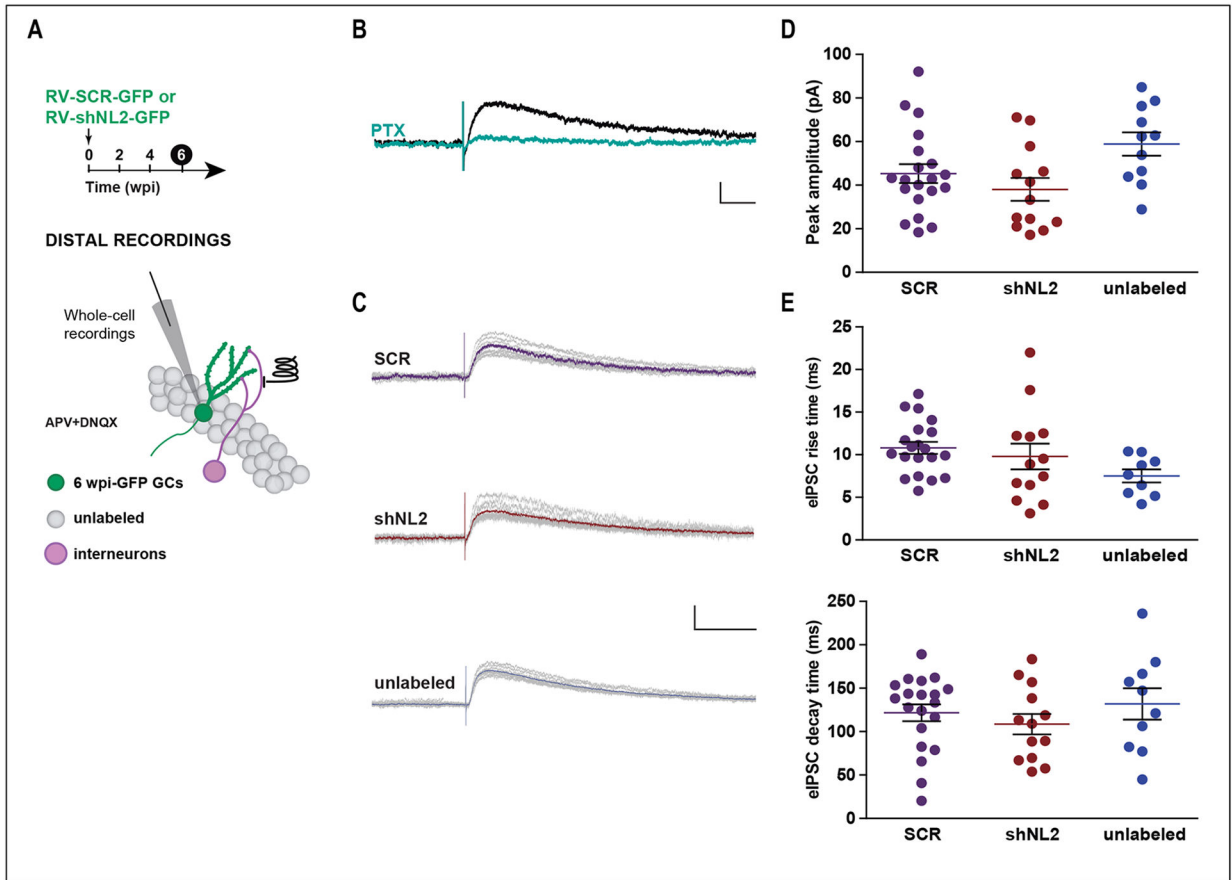 A
RV-SCR-GFP or
RV-shNL2-GFP
0 2 4 6
Time (wpi)
DISTAL RECORDINGS
Whole-cell
recordings
APV+DNQX
6 wpi-GFP GCs
unlabeled
interneurons
B
PTX
C
SCR
shNL2
unlabeled
D
Peak amplitude (pA)
100
80
60
40
20
0
SCR shNL2 unlabeled
E
eIPSC rise time (ms)
25
20
15
10
5
0
SCR shNL2 unlabeled
eIPSC decay time (ms)
250
200
150
100
50
0
SCR shNL2 unlabeled